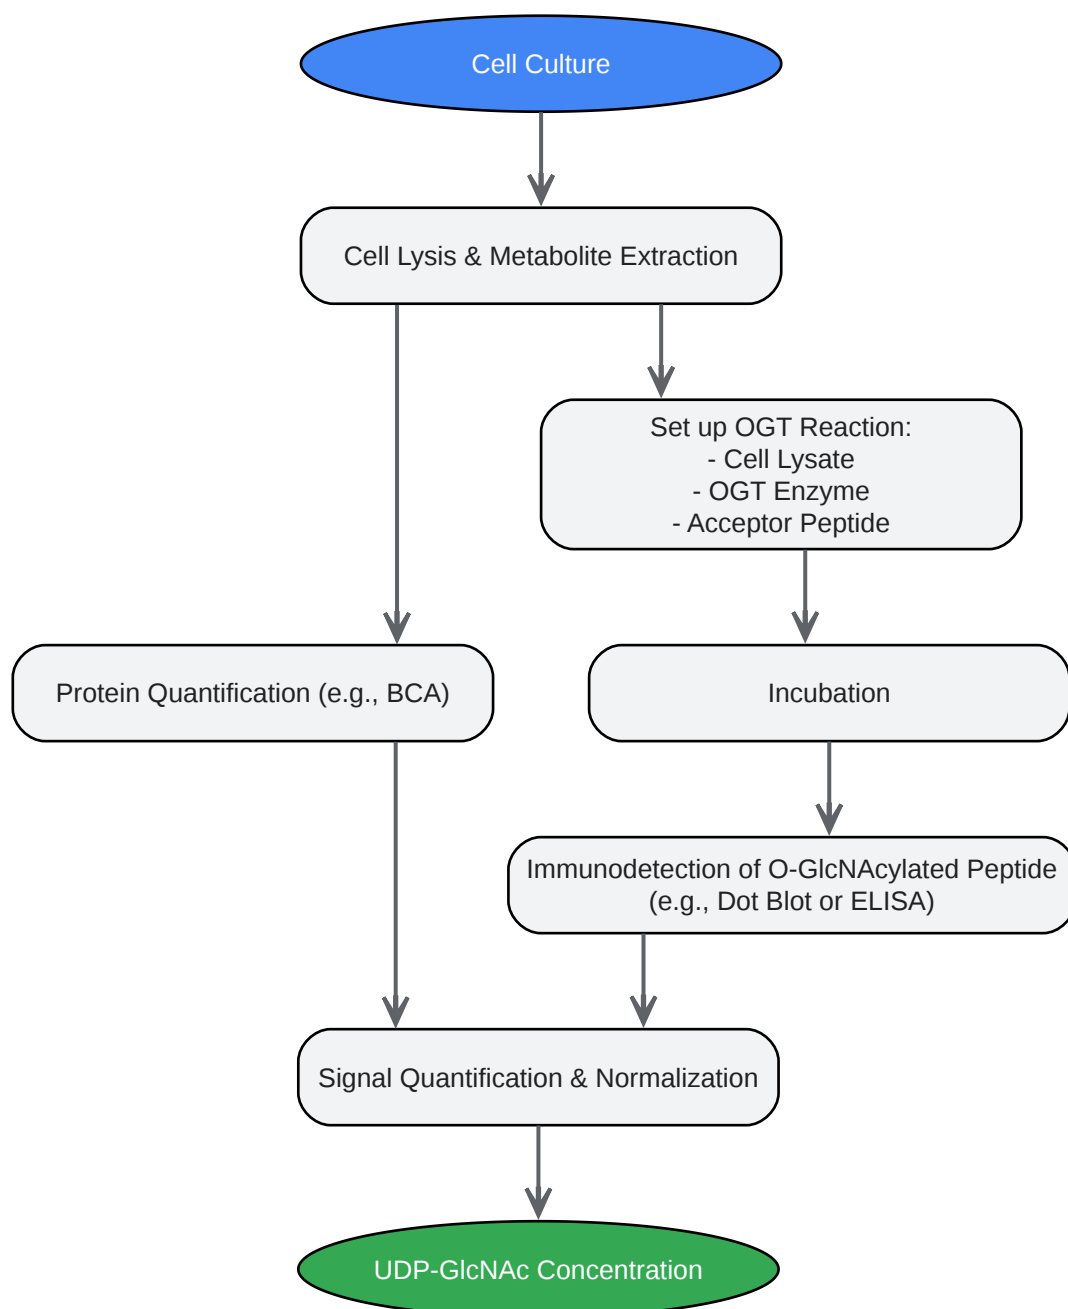 Cell Culture
Cell Lysis & Metabolite Extraction
Set up OGT Reaction:
- Cell Lysate
- OGT Enzyme
- Acceptor Peptide
Protein Quantification (e.g., BCA)
Incubation
Immunodetection of O-GlcNAcylated Peptide
(e.g., Dot Blot or ELISA)
Signal Quantification & Normalization
UDP-GlcNAc Concentration